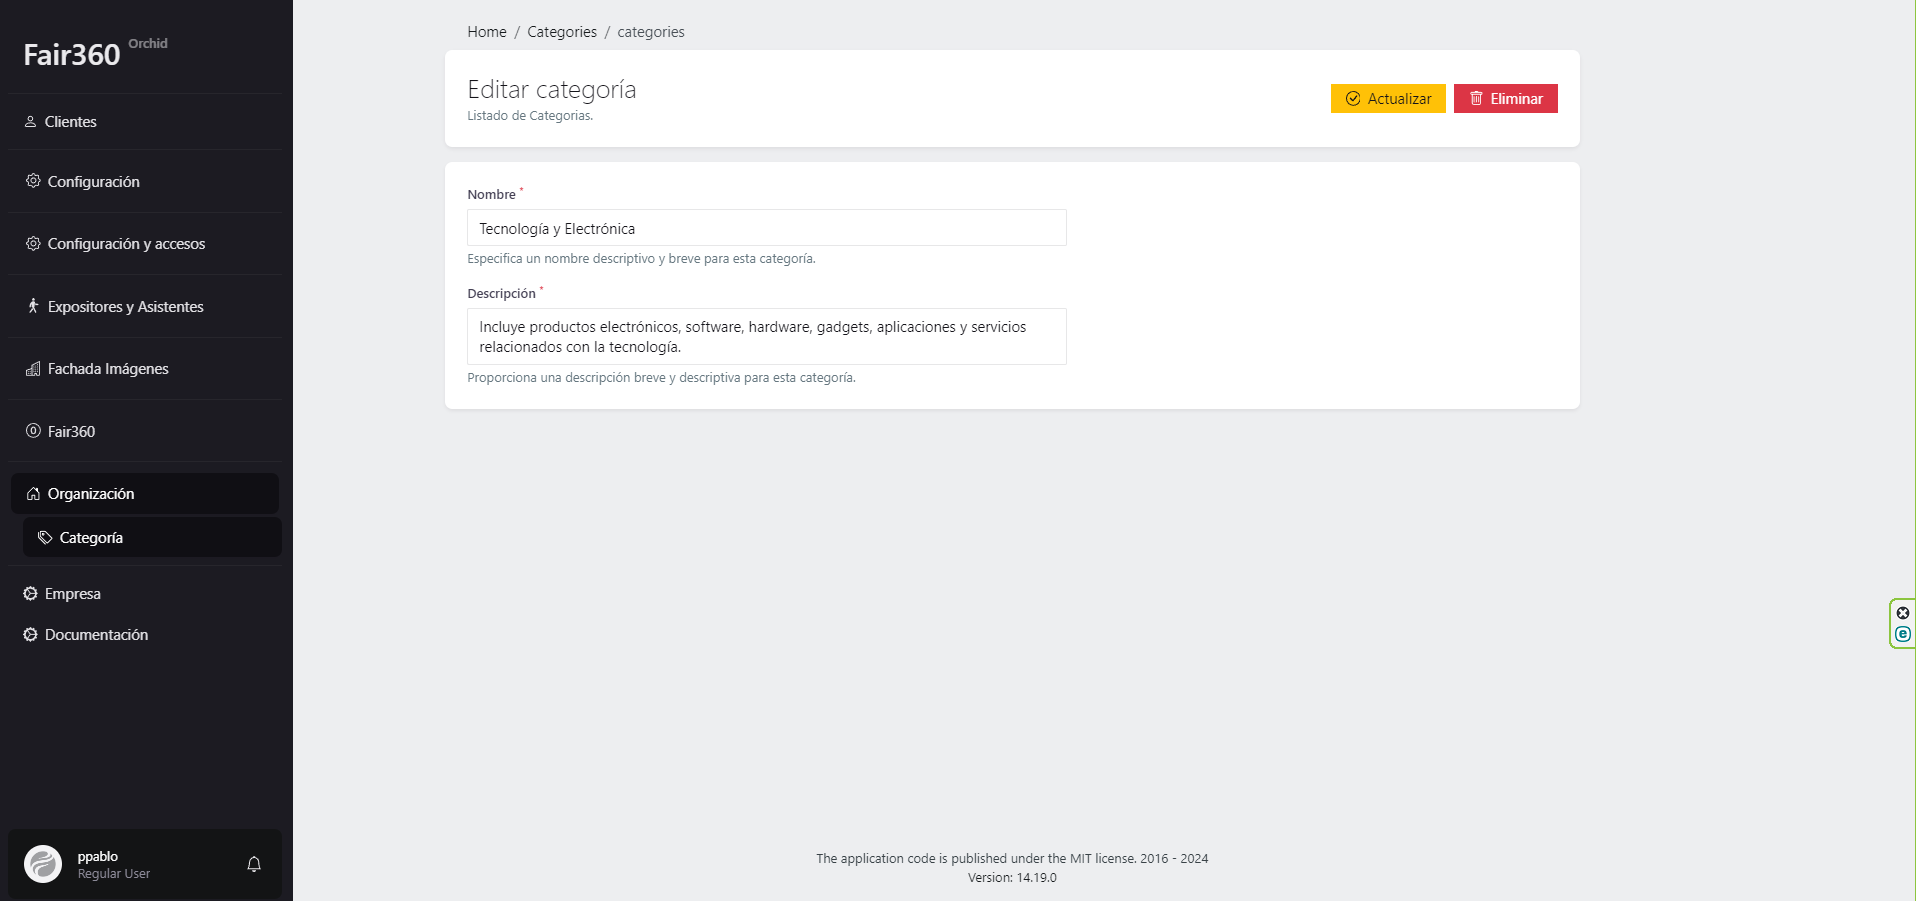 Fair360 Orchid
Clientes
Configuración
Configuración y accesos
Expositores y Asistentes
Fachada Imágenes
Fair360
Organización
Categoría
Empresa
Documentación
ppablo
Regular User
Home / Categories / categories
Editar categoría
Listado de Categorias.
Actualizar
Eliminar
Nombre *
Tecnología y Electrónica
Especifica un nombre descriptivo y breve para esta categoría.
Descripción *
Incluye productos electrónicos, software, hardware, gadgets, aplicaciones y servicios
relacionados con la tecnología.
Proporciona una descripción breve y descriptiva para esta categoría.
The application code is published under the MIT license. 2016 - 2024
Version: 14.19.0